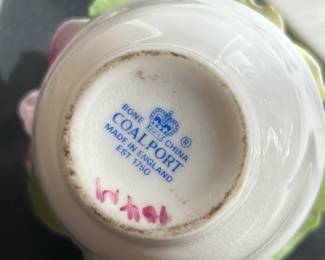 BONE CHINA
COALPORT
MADE IN ENGLAND
EST. 1750